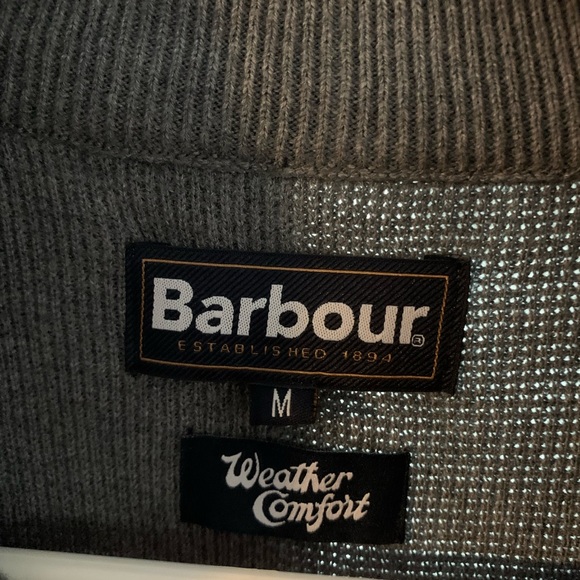 Barbour®
ESTABLISHED 1894
M
Weather
Comfort